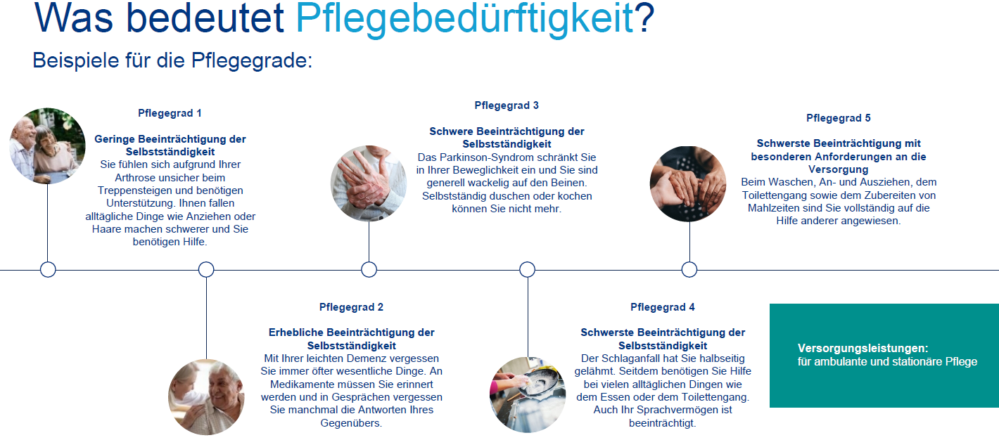 Was bedeutet Pflegebedürftigkeit?
Beispiele für die Pflegegrade:
Pflegegrad 1
Geringe Beeinträchtigung der
Selbstständigkeit
Sie fühlen sich aufgrund Ihrer
Arthrose unsicher beim
Treppensteigen und benötigen
Unterstützung. Ihnen fallen
alltägliche Dinge wie Anziehen oder
Haare machen schwerer und Sie
benötigen Hilfe.
Pflegegrad 2
Erhebliche Beeinträchtigung der
Selbstständigkeit
Mit Ihrer leichten Demenz vergessen
Sie immer öfter wesentliche Dinge. An
Medikamente müssen Sie erinnert
werden und in Gesprächen vergessen
Sie manchmal die Antworten Ihres
Gegenübers.
Pflegegrad 3
Schwere Beeinträchtigung der
Selbstständigkeit
Das Parkinson-Syndrom schränkt Sie
in Ihrer Beweglichkeit ein und Sie sind
generell wackelig auf den Beinen.
Selbstständig duschen oder kochen
können Sie nicht mehr.
Pflegegrad 4
Schwerste Beeinträchtigung der
Selbstständigkeit
Der Schlaganfall hat Sie halbseitig
gelähmt. Seitdem benötigen Sie Hilfe
bei vielen alltäglichen Dingen wie
dem Essen oder dem Toilettengang.
Auch Ihr Sprachvermögen ist
beeinträchtigt.
Pflegegrad 5
Schwerste Beeinträchtigung mit
besonderen Anforderungen an die
Versorgung
Beim Waschen, An- und Ausziehen, dem
Toilettengang sowie dem Zubereiten von
Mahlzeiten sind Sie vollständig auf die
Hilfe anderer angewiesen.
Versorgungsleistungen:
für ambulante und stationäre Pflege